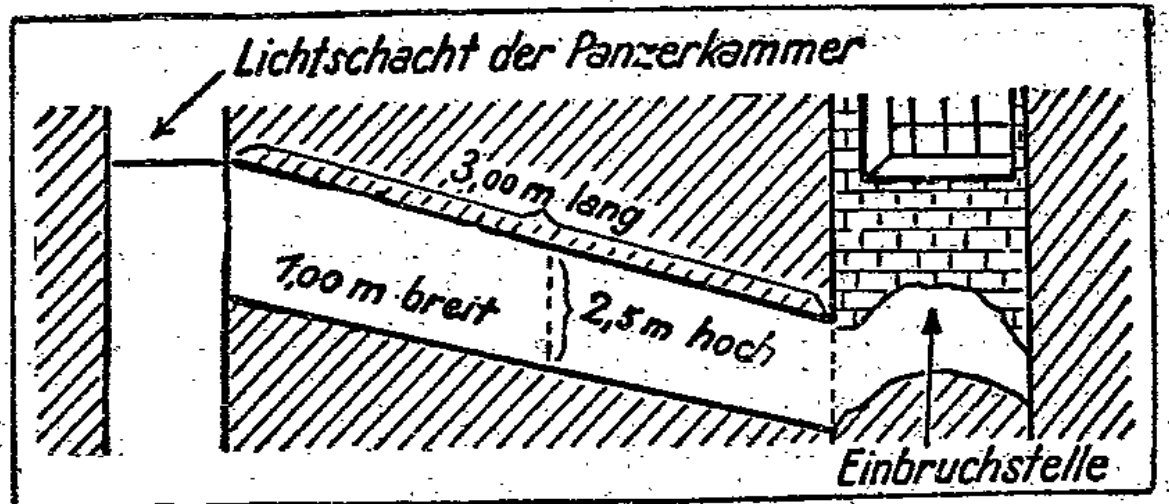 Lichtschacht der Panzerkammer
3,00 m lang
1,00 m breit
2,5 m hoch
Einbruchstelle